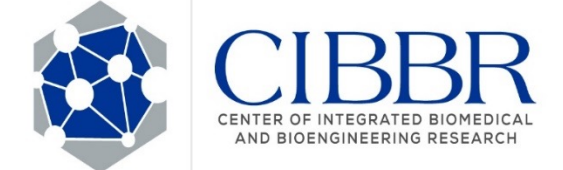 CIBBR
CENTER OF INTEGRATED BIOMEDICAL
AND BIOENGINEERING RESEARCH